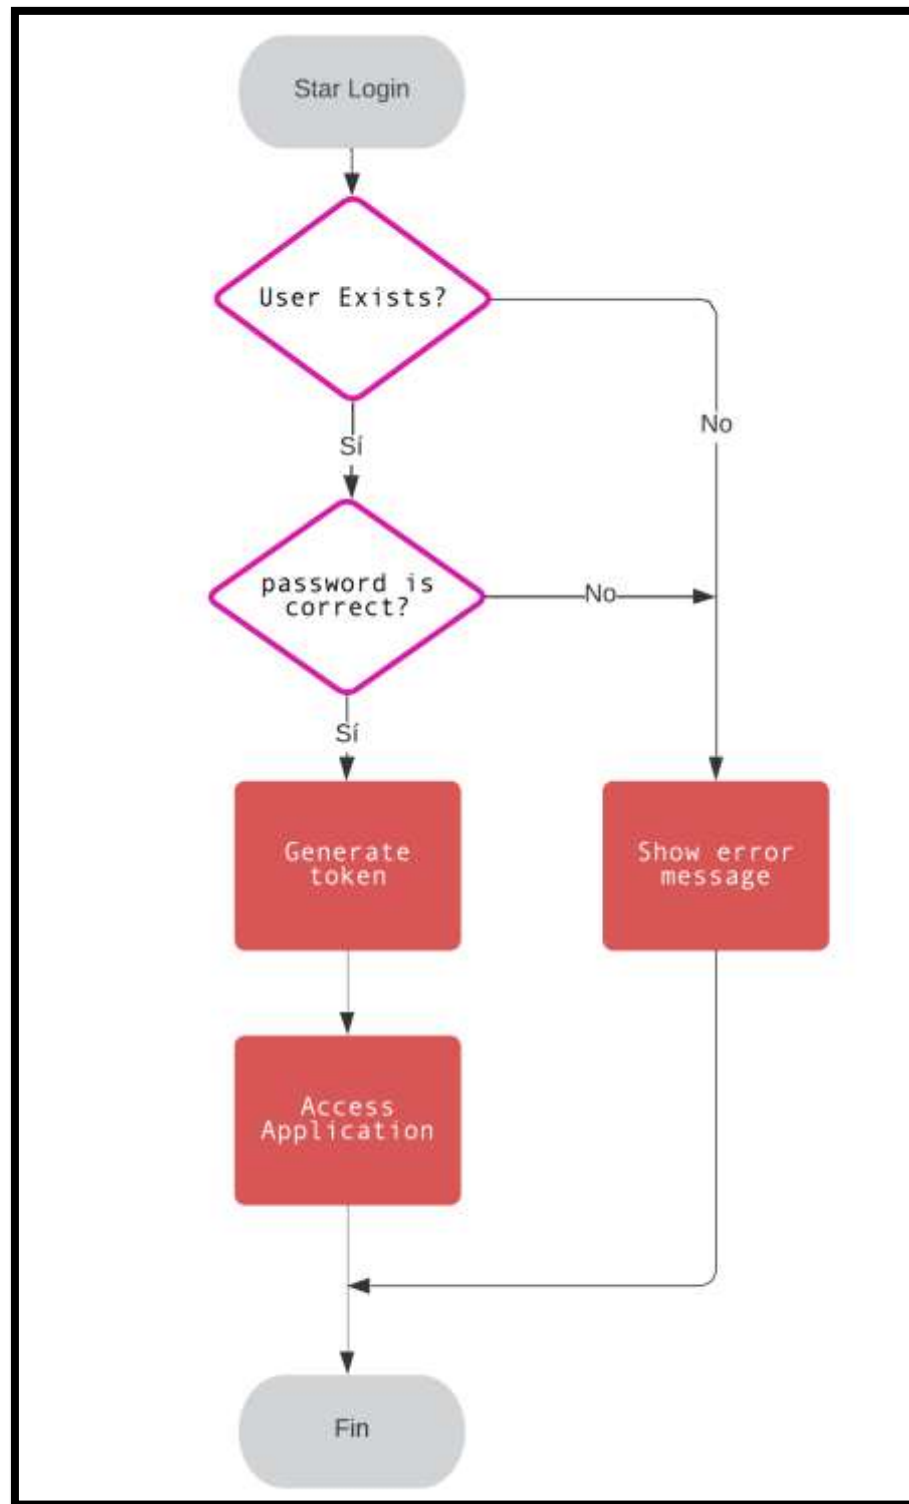 Star Login
User Exists?
No
Sí
password is
correct?
No
Sí
Generate
token
Show error
message
Access
Application
Fin